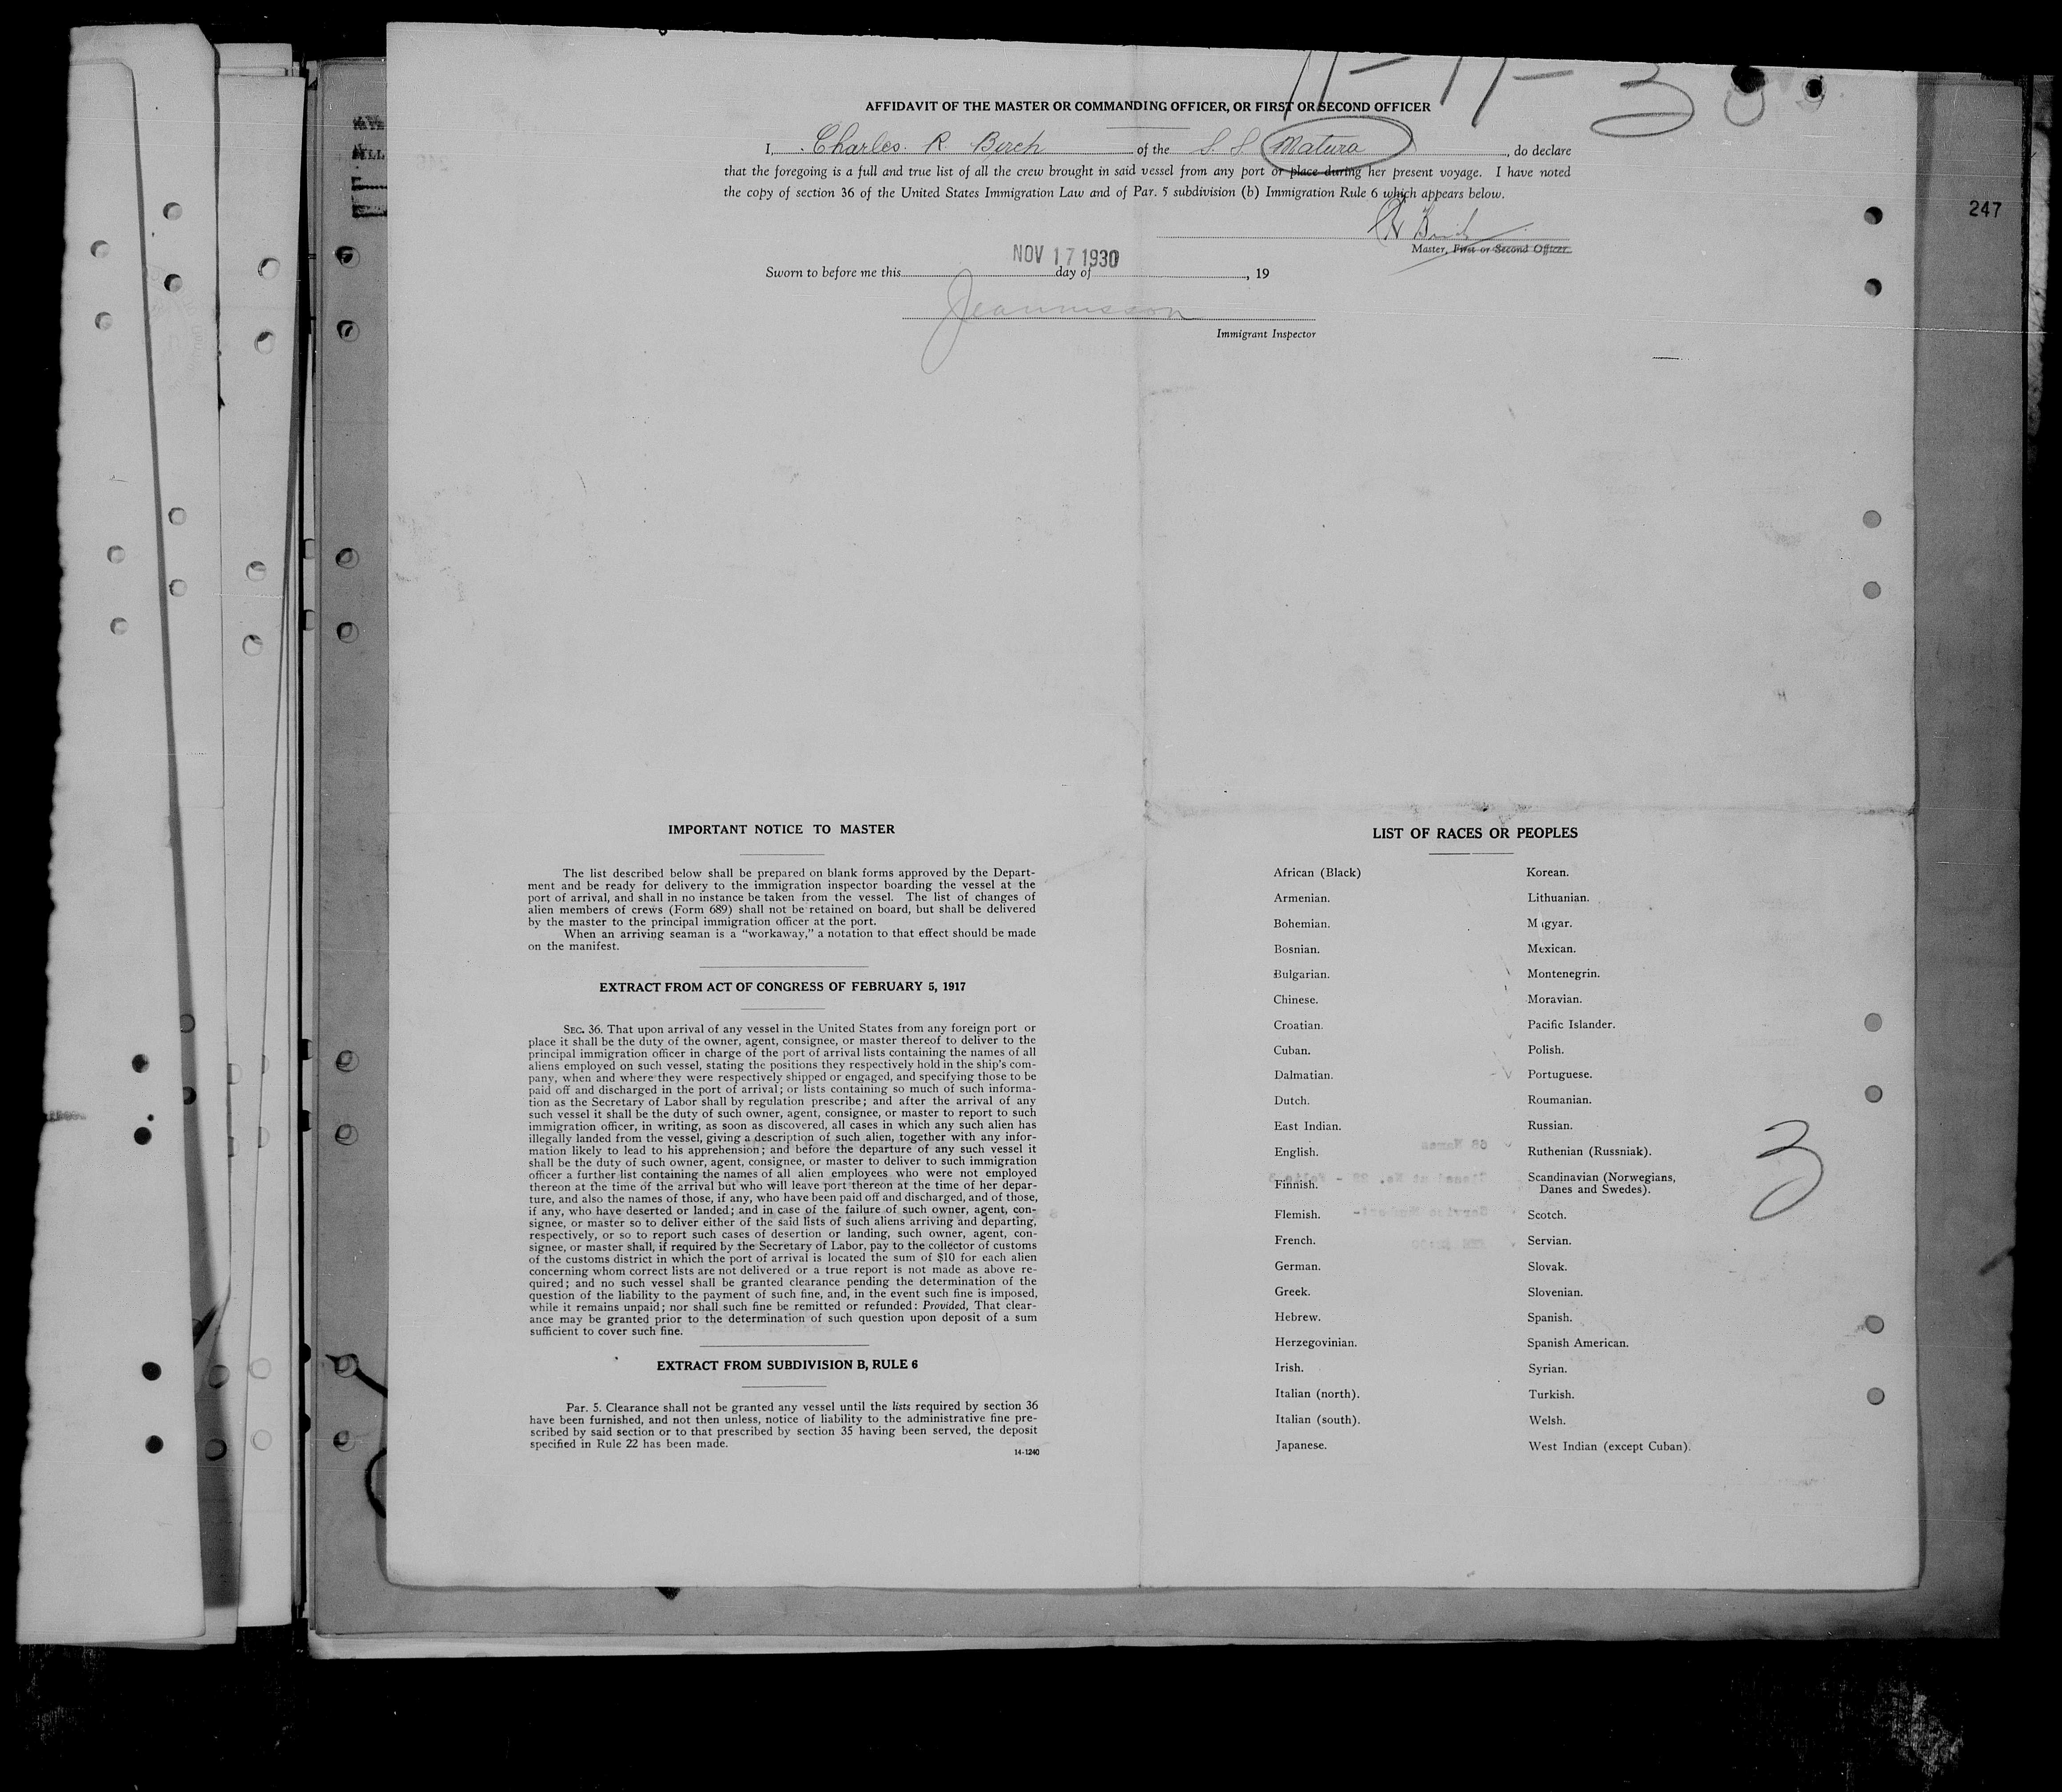 11-17-30
AFFIDAVIT OF THE MASTER OR COMMANDING OFFICER, OR FIRST OR SECOND OFFICER
I, Charles R Birch of the S. S. Matura, do declare
that the foregoing is a full and true list of all the crew brought in said vessel from any port or place during her present voyage. I have noted
the copy of section 36 of the United States Immigration Law and of Par. 5 subdivision (b) Immigration Rule 6 which appears below.
247
Master, First or Second Officer.
NOV 17 1930
Sworn to before me this day of , 19
Immigrant Inspector
IMPORTANT NOTICE TO MASTER
The list described below shall be prepared on blank forms approved by the Depart-
ment and be ready for delivery to the immigration inspector boarding the vessel at the
port of arrival, and shall in no instance be taken from the vessel. The list of changes of
alien members of crews (Form 689) shall not be retained on board, but shall be delivered
by the master to the principal immigration officer at the port.
When an arriving seaman is a "workaway," a notation to that effect should be made
on the manifest.
EXTRACT FROM ACT OF CONGRESS OF FEBRUARY 5, 1917
SEC. 36. That upon arrival of any vessel in the United States from any foreign port or
place it shall be the duty of the owner, agent, consignee, or master thereof to deliver to the
principal immigration officer in charge of the port of arrival lists containing the names of all
aliens employed on such vessel, stating the positions they respectively hold in the ship's com-
pany, when and where they were respectively shipped or engaged, and specifying those to be
paid off and discharged in the port of arrival; or lists containing so much of such informa-
tion as the Secretary of Labor shall by regulation prescribe; and after the arrival of any
such vessel it shall be the duty of such owner, agent, consignee, or master to report to such
immigration officer, in writing, as soon as discovered, all cases in which any such alien has
illegally landed from the vessel, giving a description of such alien, together with any infor-
mation likely to lead to his apprehension; and before the departure of any such vessel it
shall be the duty of such owner, agent, consignee, or master to deliver to such immigration
officer a further list containing the names of all alien employees who were not employed
thereon at the time of the arrival but who will leave port thereon at the time of her depar-
ture, and also the names of those, if any, who have been paid off and discharged, and of those,
if any, who have deserted or landed; and in case of the failure of such owner, agent, con-
signee, or master so to deliver either of the said lists of such aliens arriving and departing,
respectively, or so to report such cases of desertion or landing, such owner, agent, con-
signee, or master shall, if required by the Secretary of Labor, pay to the collector of customs
of the customs district in which the port of arrival is located the sum of $10 for each alien
concerning whom correct lists are not delivered or a true report is not made as above re-
quired; and no such vessel shall be granted clearance pending the determination of the
question of the liability to the payment of such fine, and, in the event such fine is imposed,
while it remains unpaid; nor shall such fine be remitted or refunded: Provided, That clear-
ance may be granted prior to the determination of such question upon deposit of a sum
sufficient to cover such fine.
EXTRACT FROM SUBDIVISION B, RULE 6
Par. 5. Clearance shall not be granted any vessel until the lists required by section 36
have been furnished, and not then unless, notice of liability to the administrative fine pre-
scribed by said section or to that prescribed by section 35 having been served, the deposit
specified in Rule 22 has been made.
14-1240
LIST OF RACES OR PEOPLES
African (Black)
Armenian.
Bohemian.
Bosnian.
Bulgarian.
Chinese.
Croatian.
Cuban.
Dalmatian.
Dutch.
East Indian.
English.
Finnish.
Flemish.
French.
German.
Greek.
Hebrew.
Herzegovinian.
Irish.
Italian (north).
Italian (south).
Japanese.
Korean.
Lithuanian.
Magyar.
Mexican.
Montenegrin.
Moravian.
Pacific Islander.
Polish.
Portuguese.
Roumanian.
Russian.
Ruthenian (Russniak).
Scandinavian (Norwegians,
Danes and Swedes).
Scotch.
Servian.
Slovak.
Slovenian.
Spanish.
Spanish American.
Syrian.
Turkish.
Welsh.
West Indian (except Cuban).
3